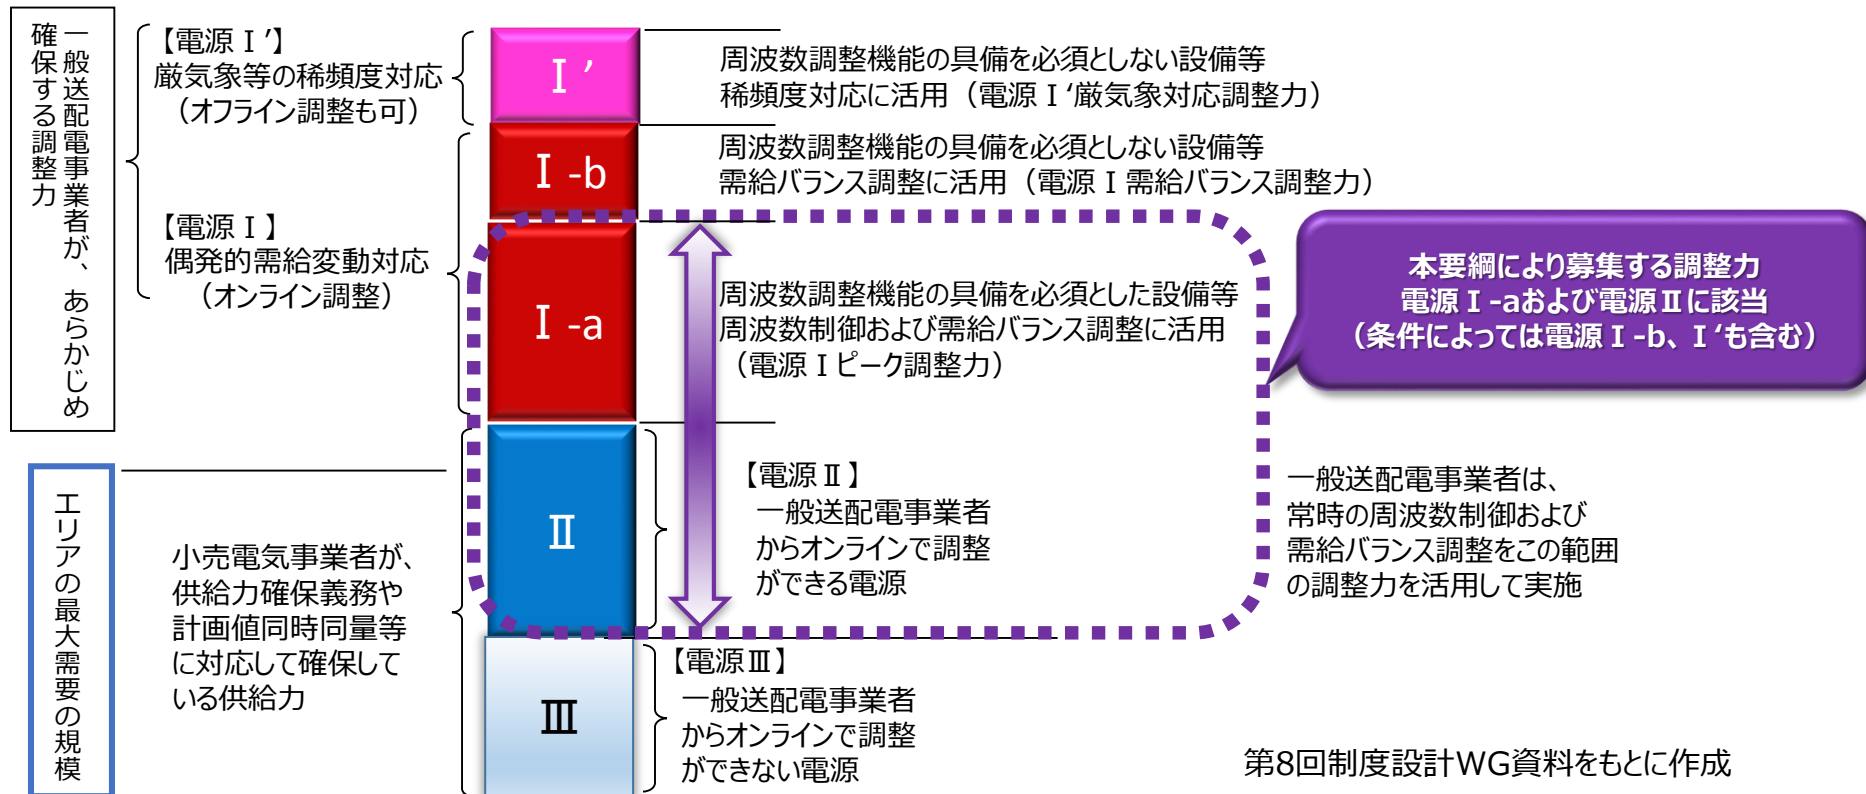 一般送配電事業者が、あらかじめ
確保する調整力
【電源Ⅰ’】
厳気象等の稀頻度対応
（オフライン調整も可）
【電源Ⅰ】
偶発的需給変動対応
（オンライン調整）
エリアの最大需要の規模
小売電気事業者が、
供給力確保義務や
計画値同時同量等
に対応して確保して
いる供給力
Ⅰ’
Ⅰ-b
Ⅰ-a
Ⅱ
Ⅲ
周波数調整機能の具備を必須としない設備等
稀頻度対応に活用（電源Ⅰ‘厳気象対応調整力）
周波数調整機能の具備を必須としない設備等
需給バランス調整に活用（電源Ⅰ需給バランス調整力）
周波数調整機能の具備を必須とした設備等
周波数制御および需給バランス調整に活用
（電源Ⅰピーク調整力）
【電源Ⅱ】
一般送配電事業者
からオンラインで調整
ができる電源
【電源Ⅲ】
一般送配電事業者
からオンラインで調整
ができない電源
本要綱により募集する調整力
電源Ⅰ-aおよび電源Ⅱに該当
（条件によっては電源Ⅰ-b、Ⅰ‘も含む）
一般送配電事業者は、
常時の周波数制御および
需給バランス調整をこの範囲
の調整力を活用して実施
第8回制度設計WG資料をもとに作成